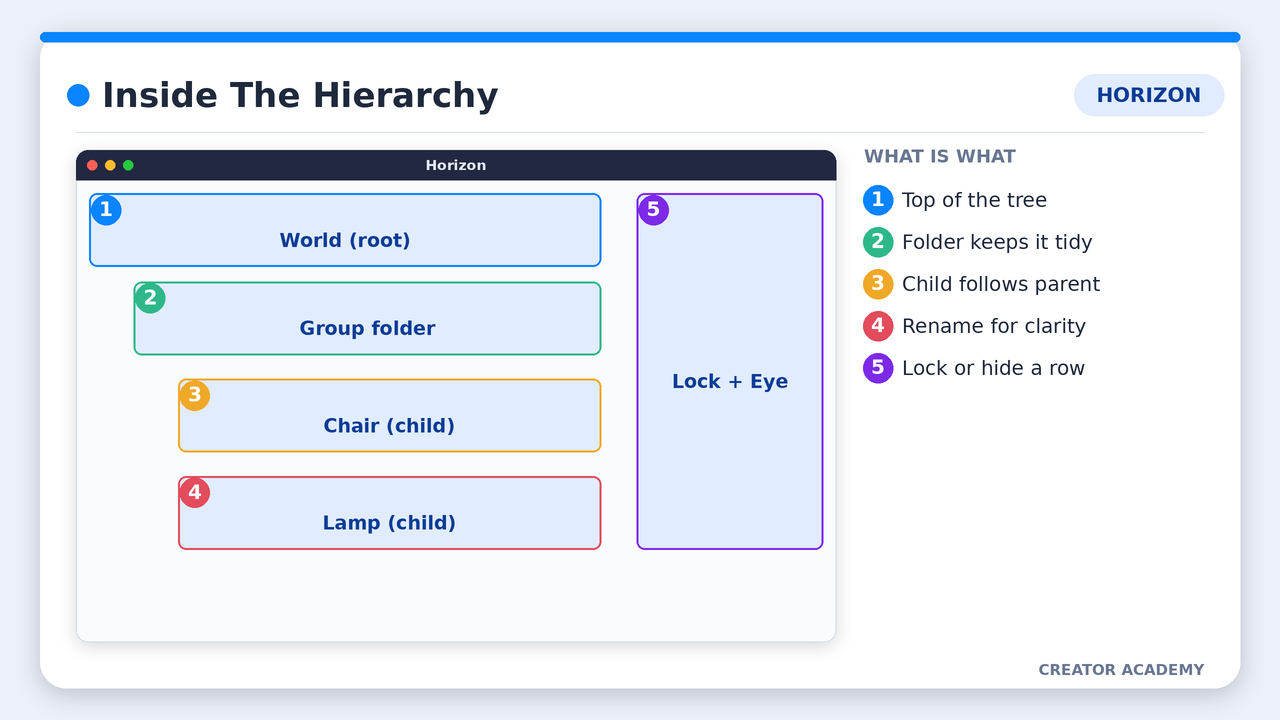 Inside The Hierarchy
HORIZON
Horizon
1
World (root)
2
Group folder
3
Chair (child)
4
Lamp (child)
5
Lock + Eye
WHAT IS WHAT
1 Top of the tree
2 Folder keeps it tidy
3 Child follows parent
4 Rename for clarity
5 Lock or hide a row
CREATOR ACADEMY